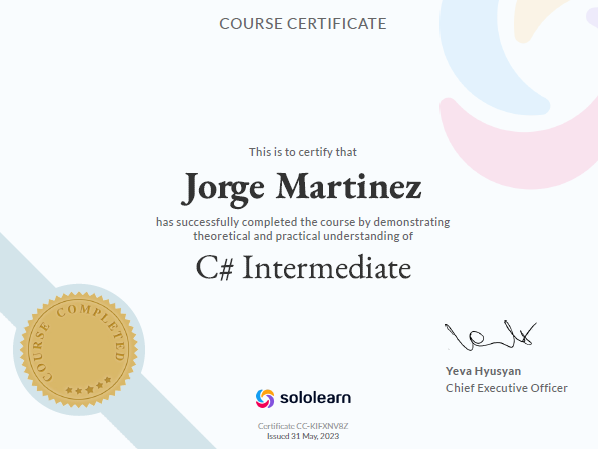 COURSE CERTIFICATE
This is to certify that
Jorge Martinez
has successfully completed the course by demonstrating
theoretical and practical understanding of
C# Intermediate
COURSE COMPLETED
Yeva Hyusyan
Chief Executive Officer
sololearn
Certificate CC-KIFXNV8Z
Issued 31 May, 2023